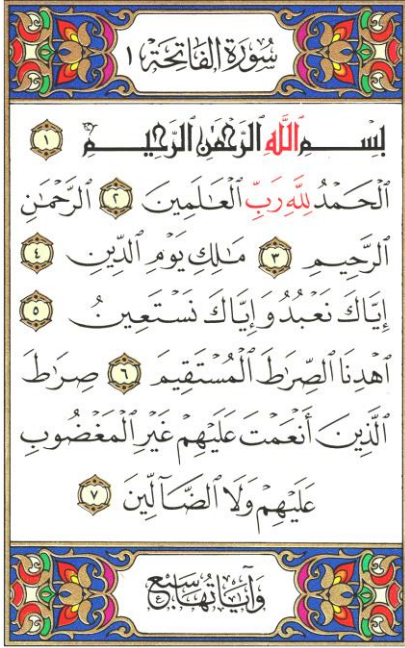 سُورَةُ الفَاتِحَة ١
بِسْمِ ٱللَّهِ ٱلرَّحْمَٰنِ ٱلرَّحِيمِ ١
ٱلْحَمْدُ لِلَّهِ رَبِّ ٱلْعَٰلَمِينَ ٢ ٱلرَّحْمَٰنِ
ٱلرَّحِيمِ ٣ مَٰلِكِ يَوْمِ ٱلدِّينِ ٤
إِيَّاكَ نَعْبُدُ وَإِيَّاكَ نَسْتَعِينُ ٥
ٱهْدِنَا ٱلصِّرَٰطَ ٱلْمُسْتَقِيمَ ٦ صِرَٰطَ
ٱلَّذِينَ أَنْعَمْتَ عَلَيْهِمْ غَيْرِ ٱلْمَغْضُوبِ
عَلَيْهِمْ وَلَا ٱلضَّآلِّينَ ٧
وَآيَاتُهَا سَبْع